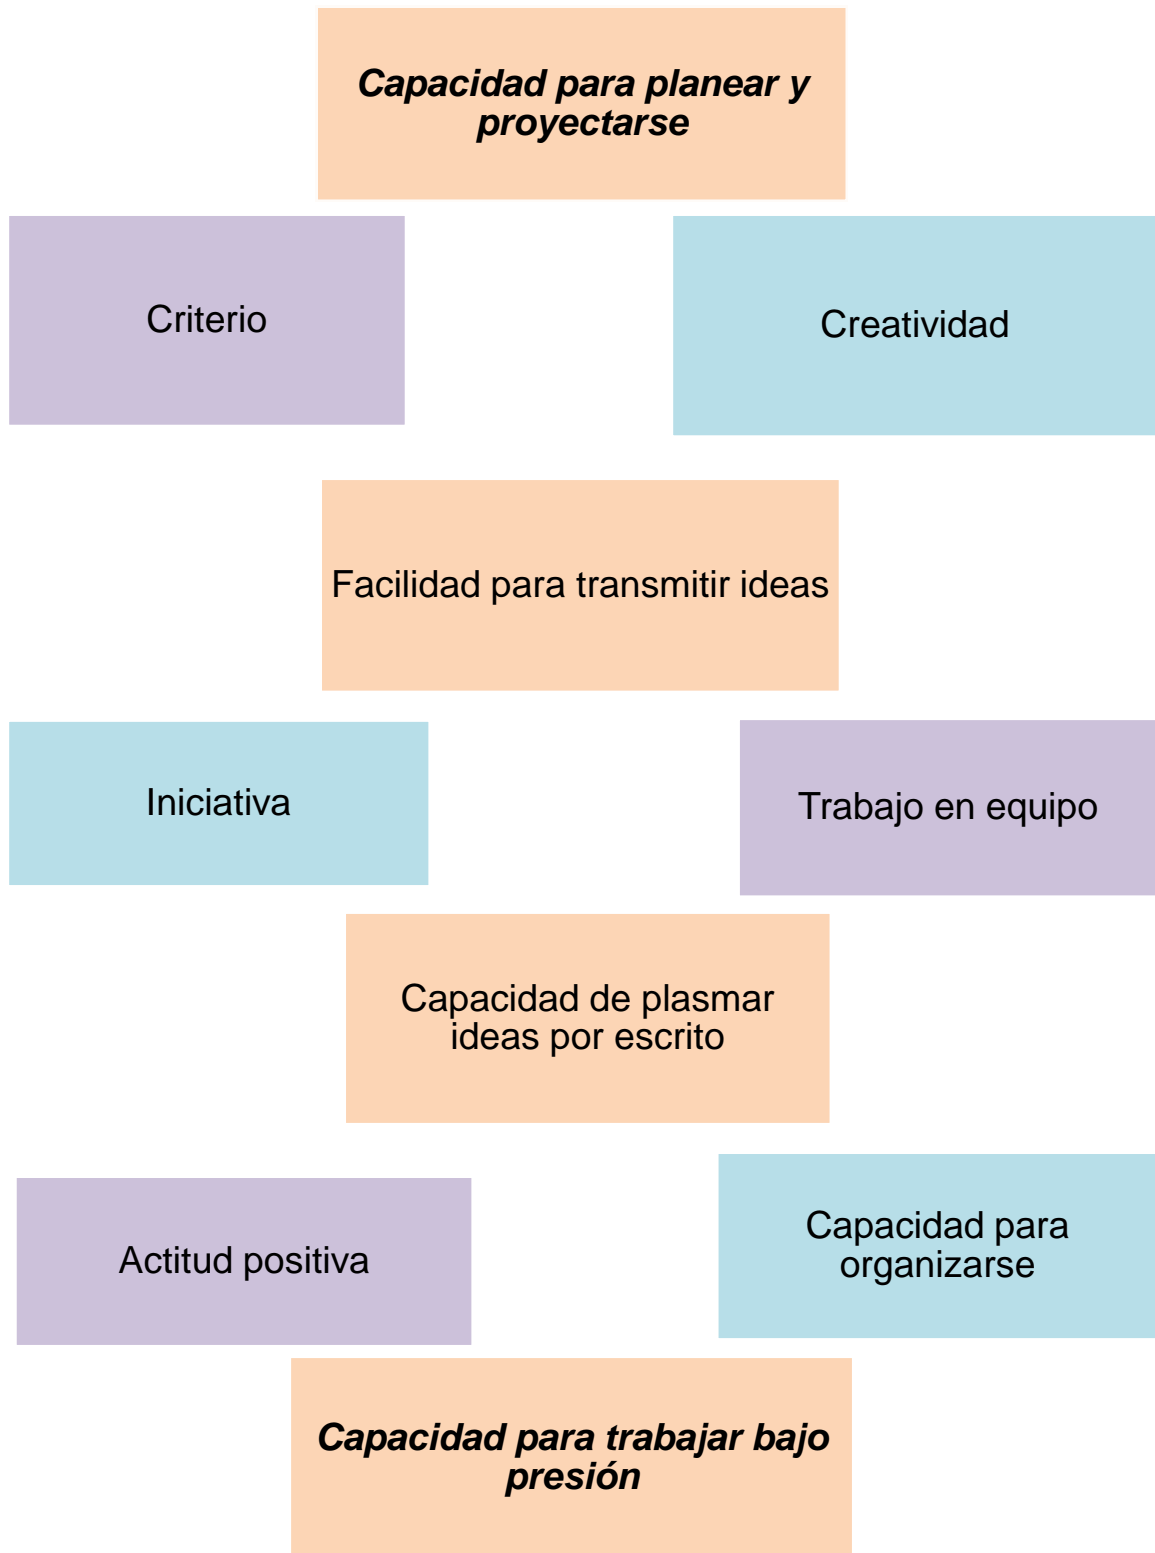 Capacidad para planear y
proyectarse
Criterio
Creatividad
Facilidad para transmitir ideas
Iniciativa
Trabajo en equipo
Capacidad de plasmar
ideas por escrito
Actitud positiva
Capacidad para
organizarse
Capacidad para trabajar bajo
presión